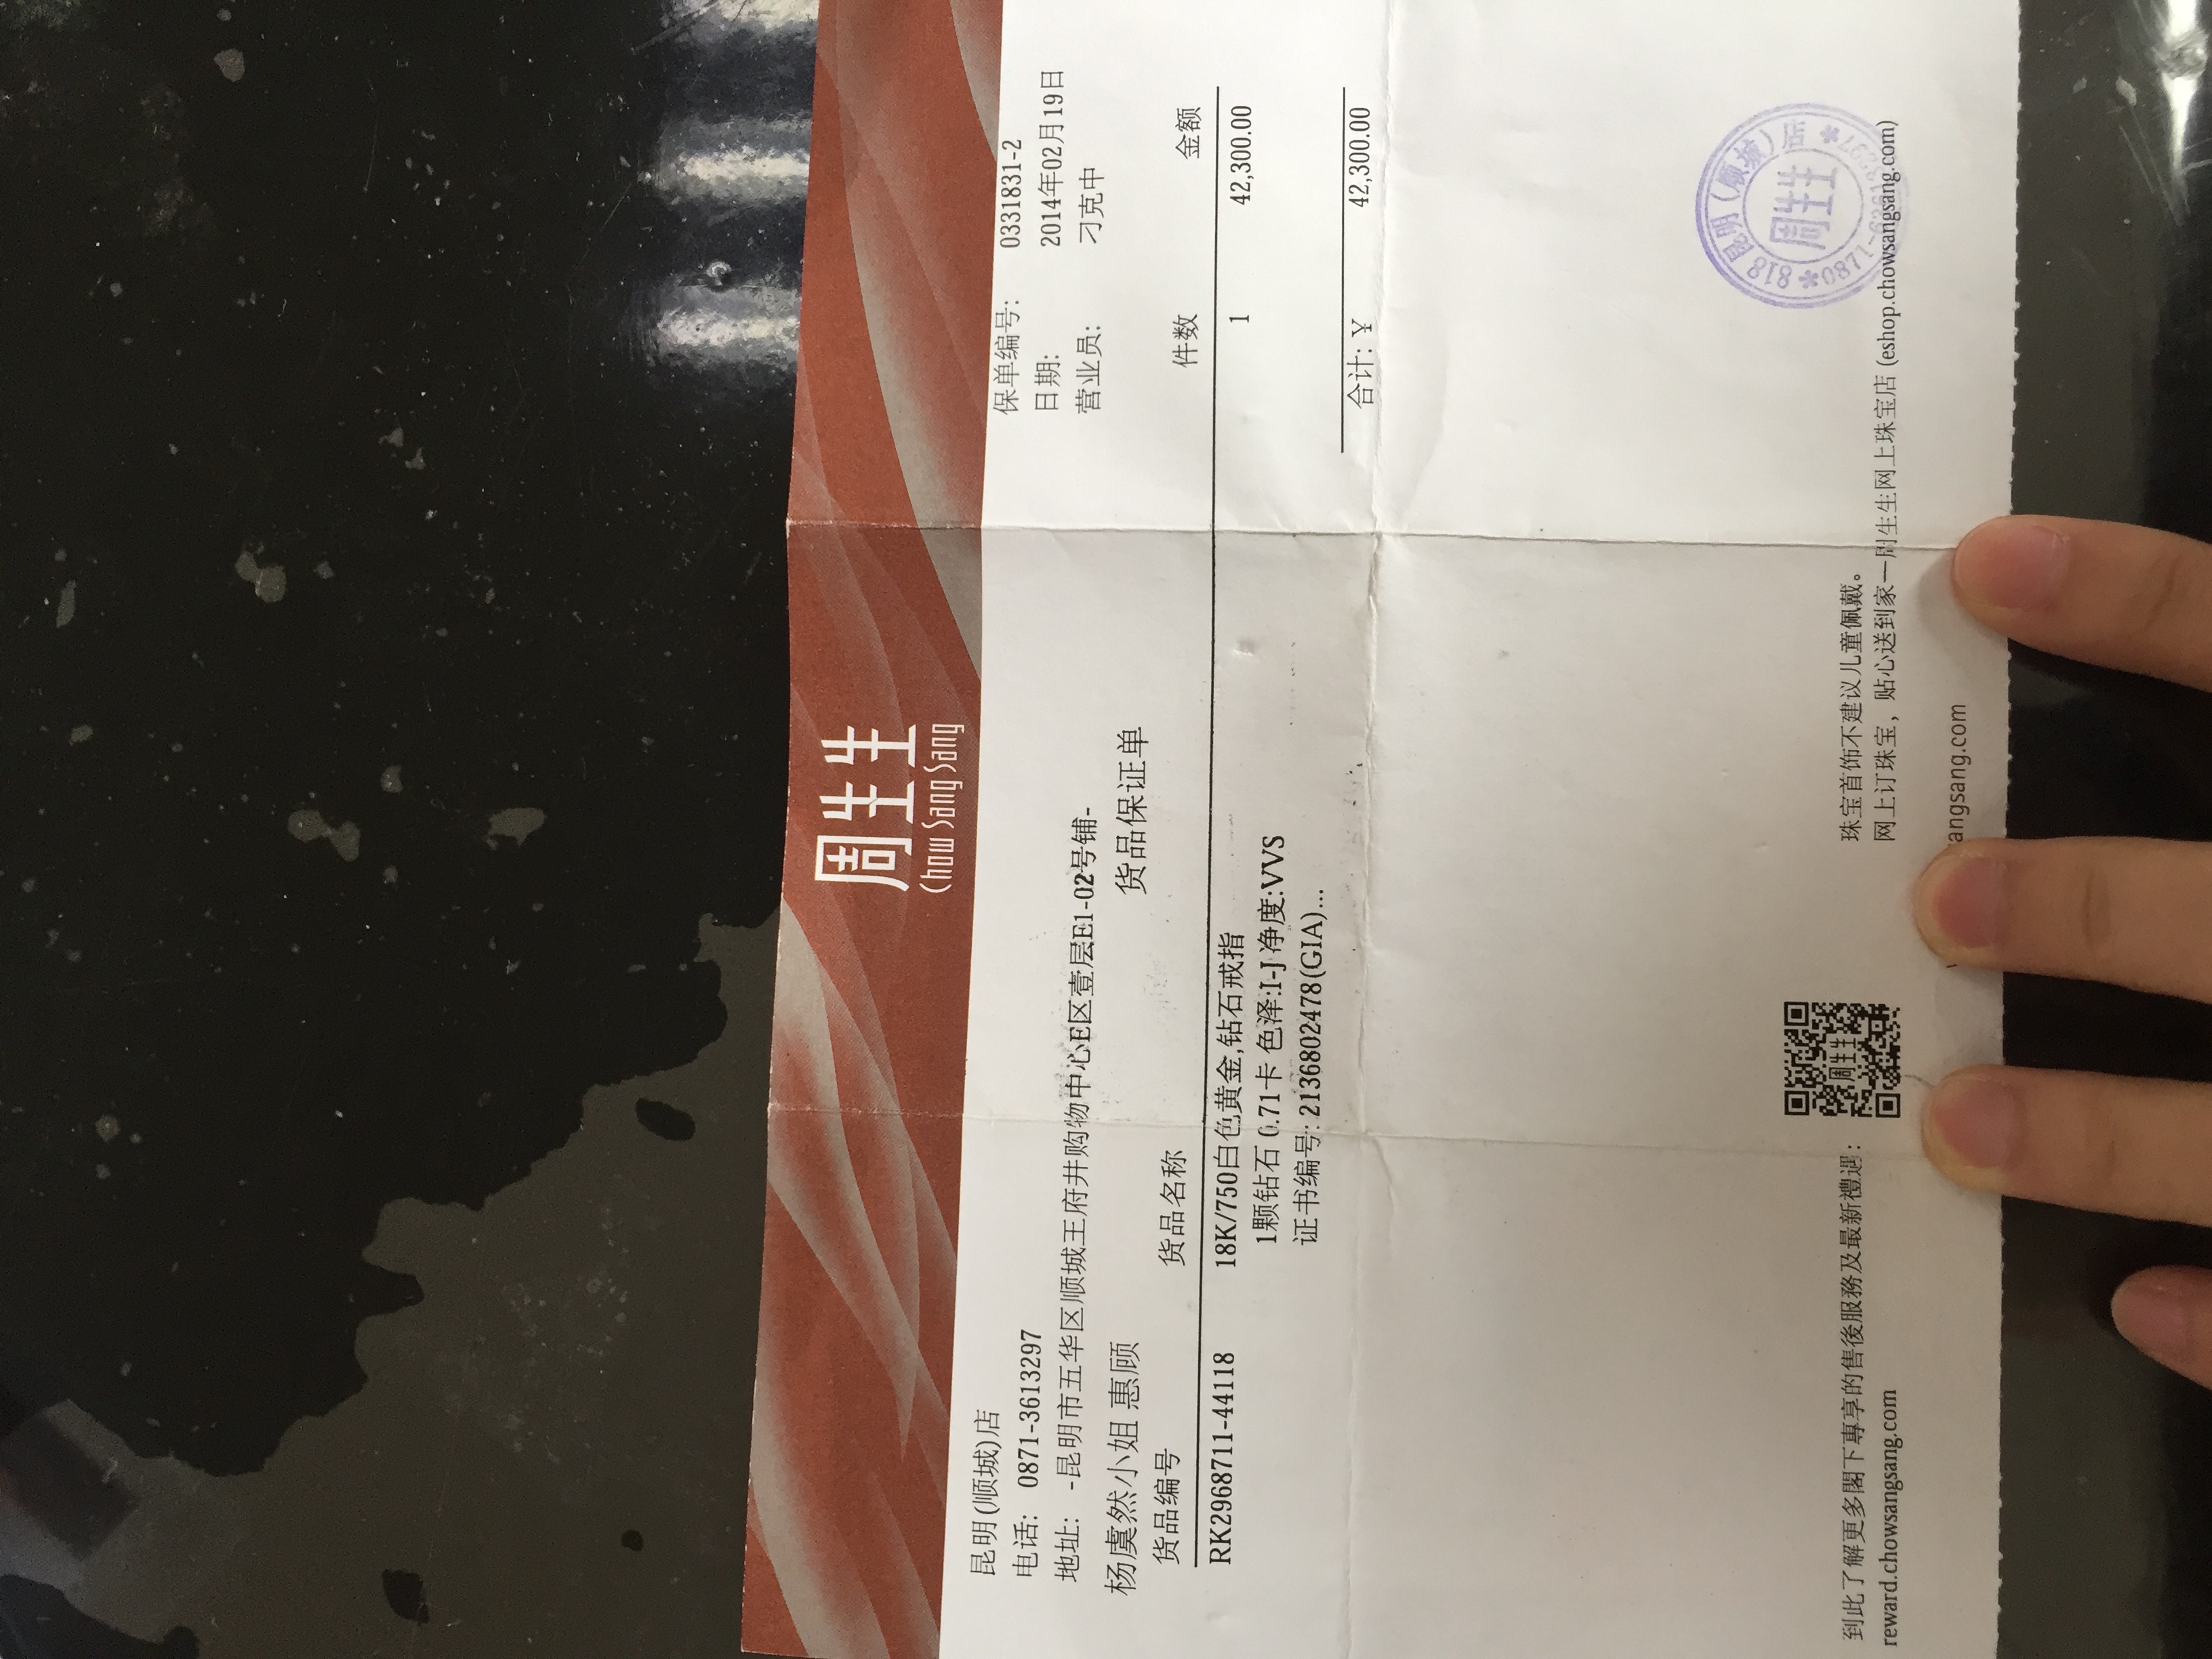 周生生
Chow Sang Sang
昆明(顺城)店
电话: 0871-3613297
地址: -昆明市五华区顺城王府井购物中心E区壹层E1-02号铺-
保单编号: 0331831-2
日期: 2014年02月19日
营业员: 刁克中
杨虞然小姐 惠顾
货品保证单
货品编号 货品名称 件数 金额
RK2968711-44118 18K/750白色黄金,钻石戒指 1 42,300.00
1颗钻石 0.71卡 色泽:I-J 净度:VVS
证书编号: 2136802478(GIA)...
合计: ¥ 42,300.00
到此了解更多閣下專享的售後服務及最新禮遇:
reward.chowsangsang.com
周生生
珠宝首饰不建议儿童佩戴。
网上订珠宝，贴心送到家一周生生网上珠宝店 (eshop.chowsangsang.com)
angsang.com
818 昆明 (顺城) 店
周生生